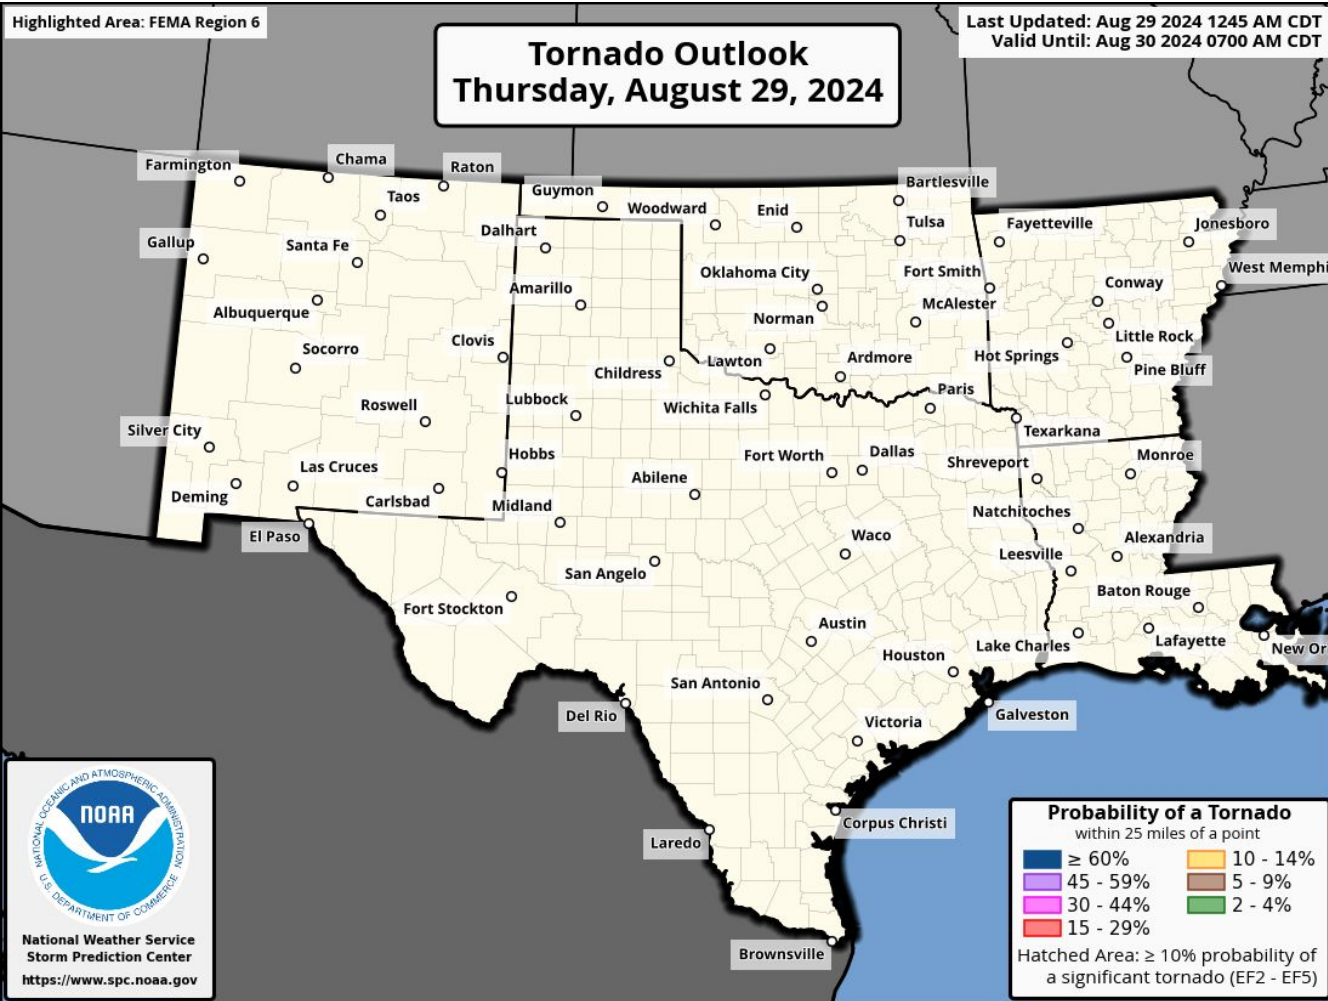 Highlighted Area: FEMA Region 6
Last Updated: Aug 29 2024 1245 AM CDT
Valid Until: Aug 30 2024 0700 AM CDT
Tornado Outlook
Thursday, August 29, 2024
Farmington
Chama
Raton
Taos
Guymon
Woodward
Enid
Bartlesville
Tulsa
Fayetteville
Jonesboro
Gallup
Santa Fe
Dalhart
Oklahoma City
Fort Smith
West Memphi
Albuquerque
Amarillo
Norman
McAlester
Conway
Socorro
Clovis
Childress
Lawton
Ardmore
Hot Springs
Little Rock
Pine Bluff
Roswell
Lubbock
Wichita Falls
Paris
Silver City
Texarkana
Las Cruces
Hobbs
Abilene
Fort Worth
Dallas
Shreveport
Monroe
Deming
Carlsbad
Midland
Natchitoches
El Paso
San Angelo
Waco
Leesville
Alexandria
Fort Stockton
Baton Rouge
Austin
Houston
Lake Charles
Lafayette
New Or
San Antonio
Del Rio
Victoria
Galveston
Laredo
Corpus Christi
Brownsville
NATIONAL OCEANIC AND ATMOSPHERIC ADMINISTRATION
NOAA
U.S. DEPARTMENT OF COMMERCE
National Weather Service
Storm Prediction Center
https://www.spc.noaa.gov
Probability of a Tornado
within 25 miles of a point
≥ 60%
45 - 59%
30 - 44%
15 - 29%
10 - 14%
5 - 9%
2 - 4%
Hatched Area: ≥ 10% probability of
a significant tornado (EF2 - EF5)